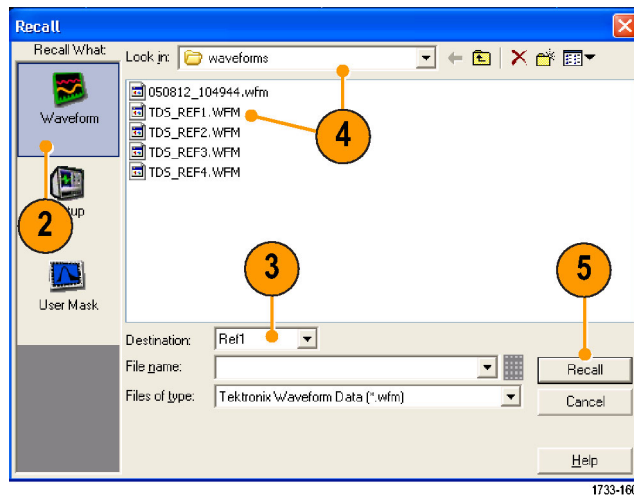 Recall
Recall What:
Look in: waveforms
Waveform
050812_104944.wfm
TDS_REF1.WFM
TDS_REF2.WFM
TDS_REF3.WFM
TDS_REF4.WFM
4
2
User Mask
3
5
Destination: Ref1
File name:
Recall
Files of type: Tektronix Waveform Data (*.wfm)
Cancel
Help